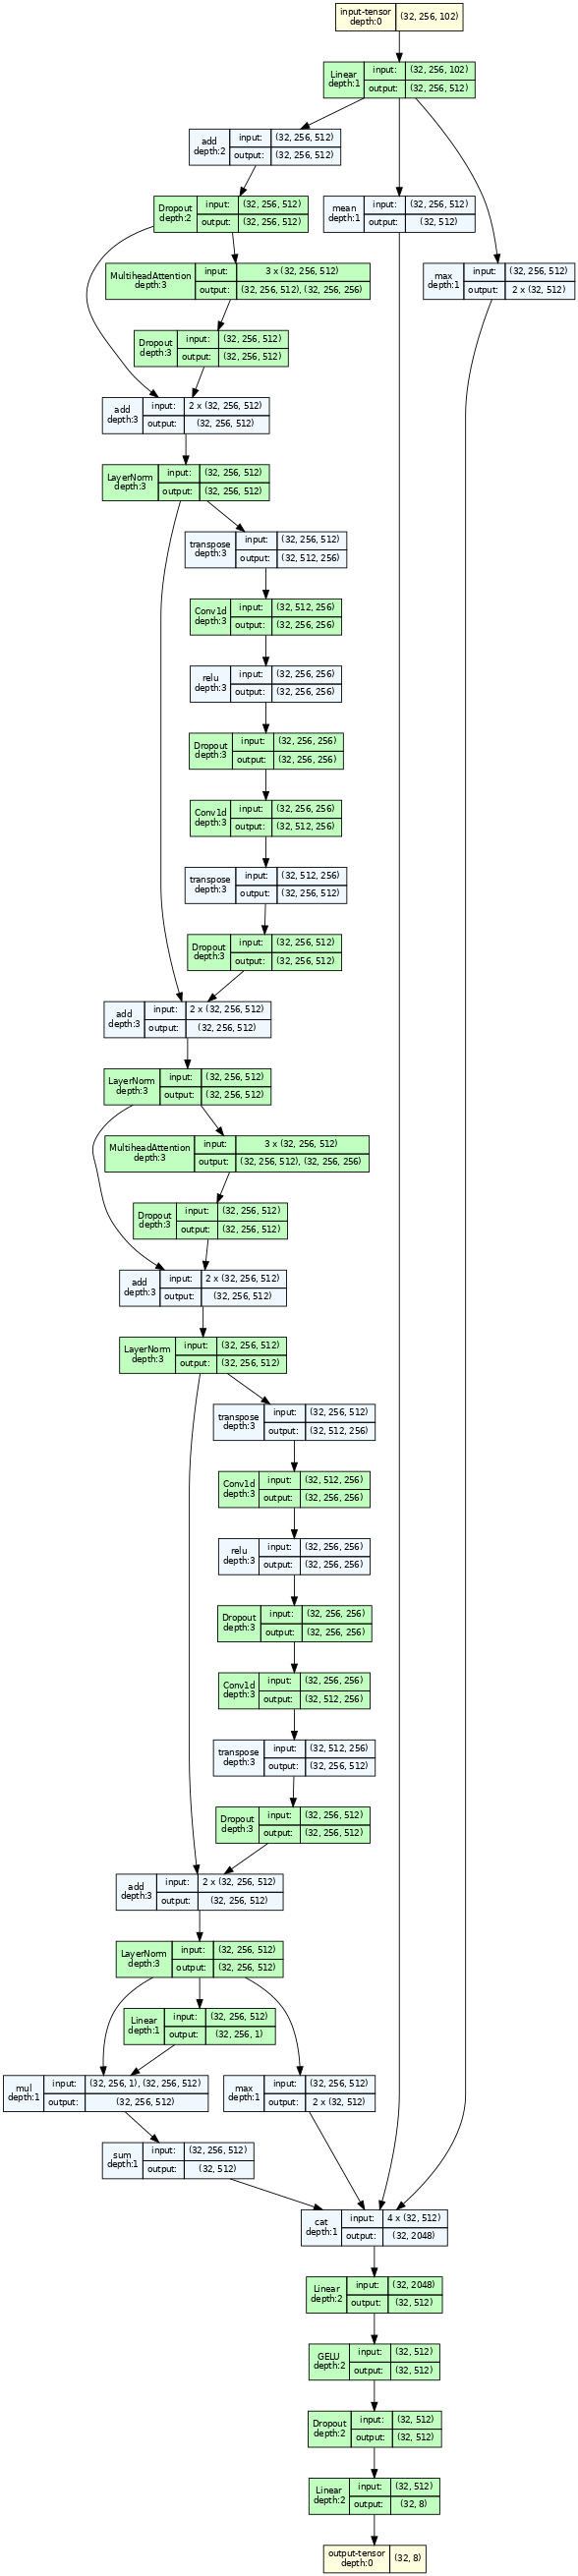 input-tensor
depth:0
(32, 256, 102)
Linear
depth:1
input:
(32, 256, 102)
output:
(32, 256, 512)
add
depth:2
input:
(32, 256, 512)
output:
(32, 256, 512)
Dropout
depth:2
input:
(32, 256, 512)
output:
(32, 256, 512)
mean
depth:1
input:
(32, 256, 512)
output:
(32, 512)
MultiheadAttention
depth:3
input:
3 x (32, 256, 512)
output:
(32, 256, 512), (32, 256, 256)
max
depth:1
input:
(32, 256, 512)
output:
2 x (32, 512)
Dropout
depth:3
input:
(32, 256, 512)
output:
(32, 256, 512)
add
depth:3
input:
2 x (32, 256, 512)
output:
(32, 256, 512)
LayerNorm
depth:3
input:
(32, 256, 512)
output:
(32, 256, 512)
transpose
depth:3
input:
(32, 256, 512)
output:
(32, 512, 256)
Conv1d
depth:3
input:
(32, 512, 256)
output:
(32, 256, 256)
relu
depth:3
input:
(32, 256, 256)
output:
(32, 256, 256)
Dropout
depth:3
input:
(32, 256, 256)
output:
(32, 256, 256)
Conv1d
depth:3
input:
(32, 256, 256)
output:
(32, 512, 256)
transpose
depth:3
input:
(32, 512, 256)
output:
(32, 256, 512)
Dropout
depth:3
input:
(32, 256, 512)
output:
(32, 256, 512)
add
depth:3
input:
2 x (32, 256, 512)
output:
(32, 256, 512)
LayerNorm
depth:3
input:
(32, 256, 512)
output:
(32, 256, 512)
MultiheadAttention
depth:3
input:
3 x (32, 256, 512)
output:
(32, 256, 512), (32, 256, 256)
Dropout
depth:3
input:
(32, 256, 512)
output:
(32, 256, 512)
add
depth:3
input:
2 x (32, 256, 512)
output:
(32, 256, 512)
LayerNorm
depth:3
input:
(32, 256, 512)
output:
(32, 256, 512)
transpose
depth:3
input:
(32, 256, 512)
output:
(32, 512, 256)
Conv1d
depth:3
input:
(32, 512, 256)
output:
(32, 256, 256)
relu
depth:3
input:
(32, 256, 256)
output:
(32, 256, 256)
Dropout
depth:3
input:
(32, 256, 256)
output:
(32, 256, 256)
Conv1d
depth:3
input:
(32, 256, 256)
output:
(32, 512, 256)
transpose
depth:3
input:
(32, 512, 256)
output:
(32, 256, 512)
Dropout
depth:3
input:
(32, 256, 512)
output:
(32, 256, 512)
add
depth:3
input:
2 x (32, 256, 512)
output:
(32, 256, 512)
LayerNorm
depth:3
input:
(32, 256, 512)
output:
(32, 256, 512)
Linear
depth:1
input:
(32, 256, 512)
output:
(32, 256, 1)
mul
depth:1
input:
(32, 256, 1), (32, 256, 512)
output:
(32, 256, 512)
max
depth:1
input:
(32, 256, 512)
output:
2 x (32, 512)
sum
depth:1
input:
(32, 256, 512)
output:
(32, 512)
cat
depth:1
input:
4 x (32, 512)
output:
(32, 2048)
Linear
depth:2
input:
(32, 2048)
output:
(32, 512)
GELU
depth:2
input:
(32, 512)
output:
(32, 512)
Dropout
depth:2
input:
(32, 512)
output:
(32, 512)
Linear
depth:2
input:
(32, 512)
output:
(32, 8)
output-tensor
depth:0
(32, 8)